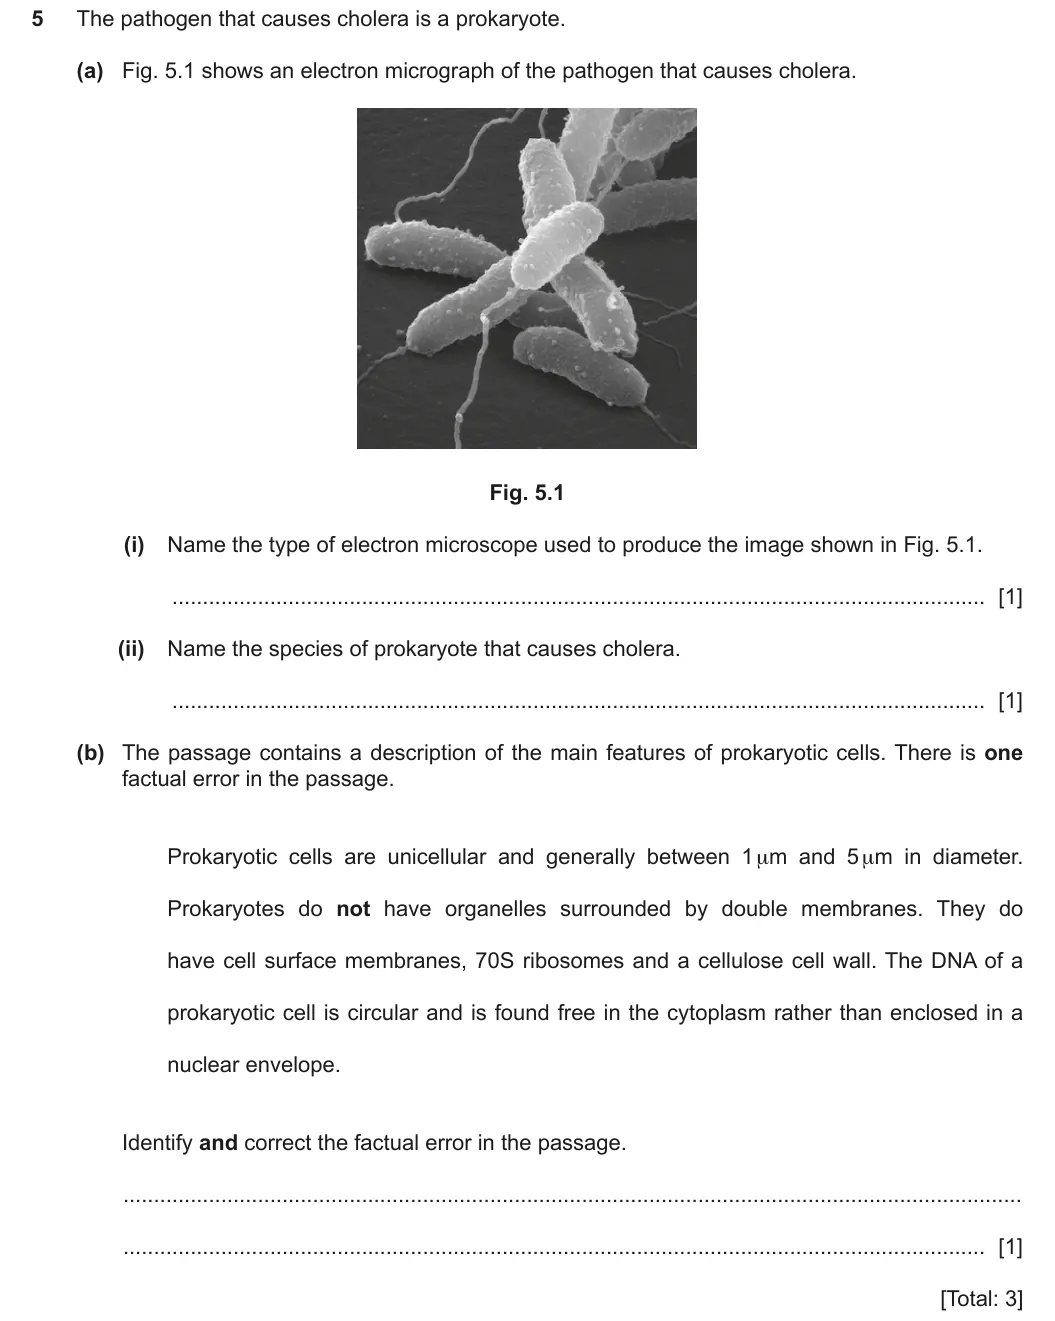 5 The pathogen that causes cholera is a prokaryote.
(a) Fig. 5.1 shows an electron micrograph of the pathogen that causes cholera.
Fig. 5.1
(i) Name the type of electron microscope used to produce the image shown in Fig. 5.1.
.......................................................................................................................................... [1]
(ii) Name the species of prokaryote that causes cholera.
.......................................................................................................................................... [1]
(b) The passage contains a description of the main features of prokaryotic cells. There is one
factual error in the passage.
Prokaryotic cells are unicellular and generally between 1 μm and 5 μm in diameter.
Prokaryotes do not have organelles surrounded by double membranes. They do
have cell surface membranes, 70S ribosomes and a cellulose cell wall. The DNA of a
prokaryotic cell is circular and is found free in the cytoplasm rather than enclosed in a
nuclear envelope.
Identify and correct the factual error in the passage.
..........................................................................................................................................
.......................................................................................................................................... [1]
[Total: 3]